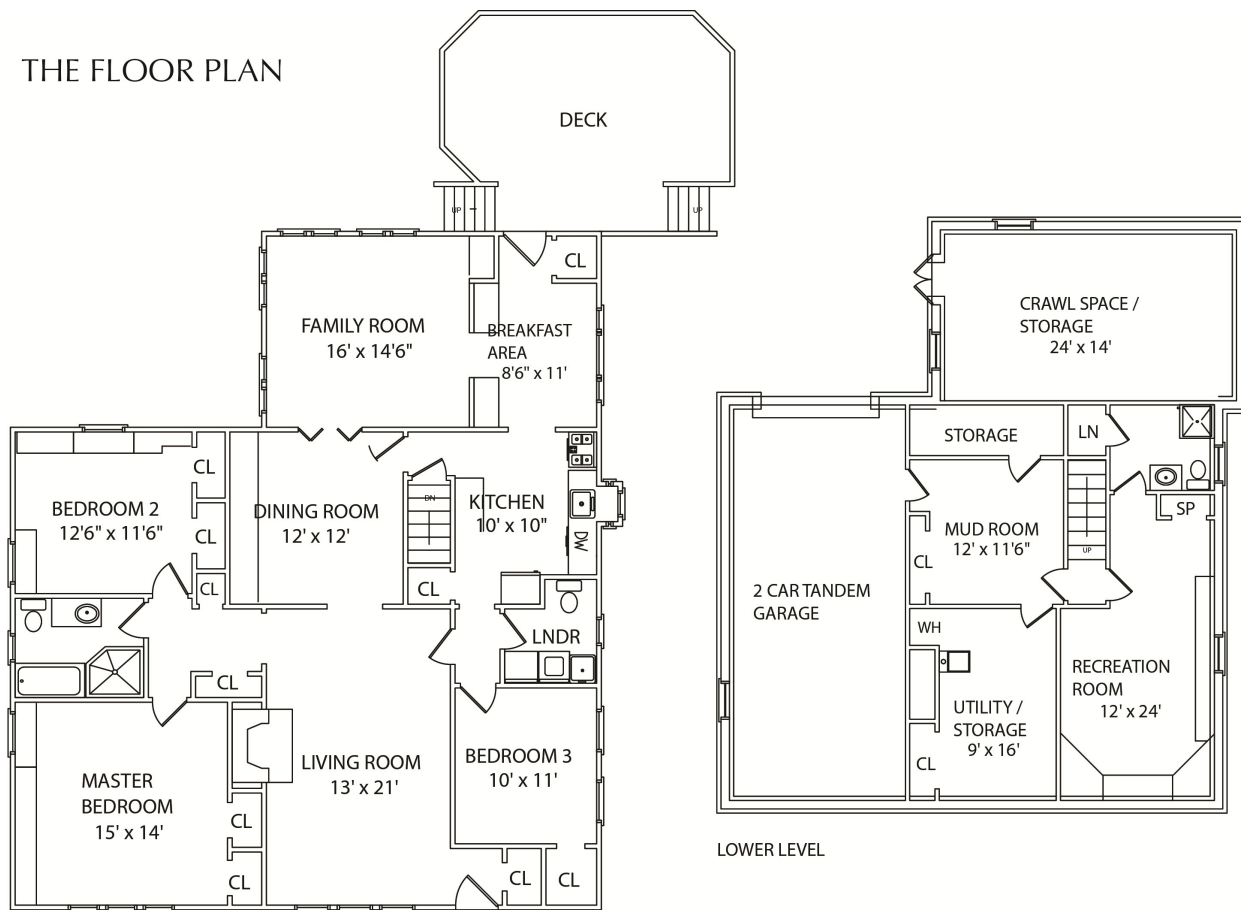 THE FLOOR PLAN
DECK
UP
UP
CL
FAMILY ROOM
16' x 14'6"
BREAKFAST
AREA
8'6" x 11'
CL
BEDROOM 2
12'6" x 11'6"
CL
CL
DINING ROOM
12' x 12'
DN
KITCHEN
10' x 10"
DW
CL
LNDR
CL
LIVING ROOM
13' x 21'
BEDROOM 3
10' x 11'
MASTER
BEDROOM
15' x 14'
CL
CL
CL
CL
CRAWL SPACE /
STORAGE
24' x 14'
STORAGE
LN
MUD ROOM
12' x 11'6"
CL
UP
SP
2 CAR TANDEM
GARAGE
WH
RECREATION
ROOM
12' x 24'
UTILITY /
STORAGE
9' x 16'
CL
LOWER LEVEL